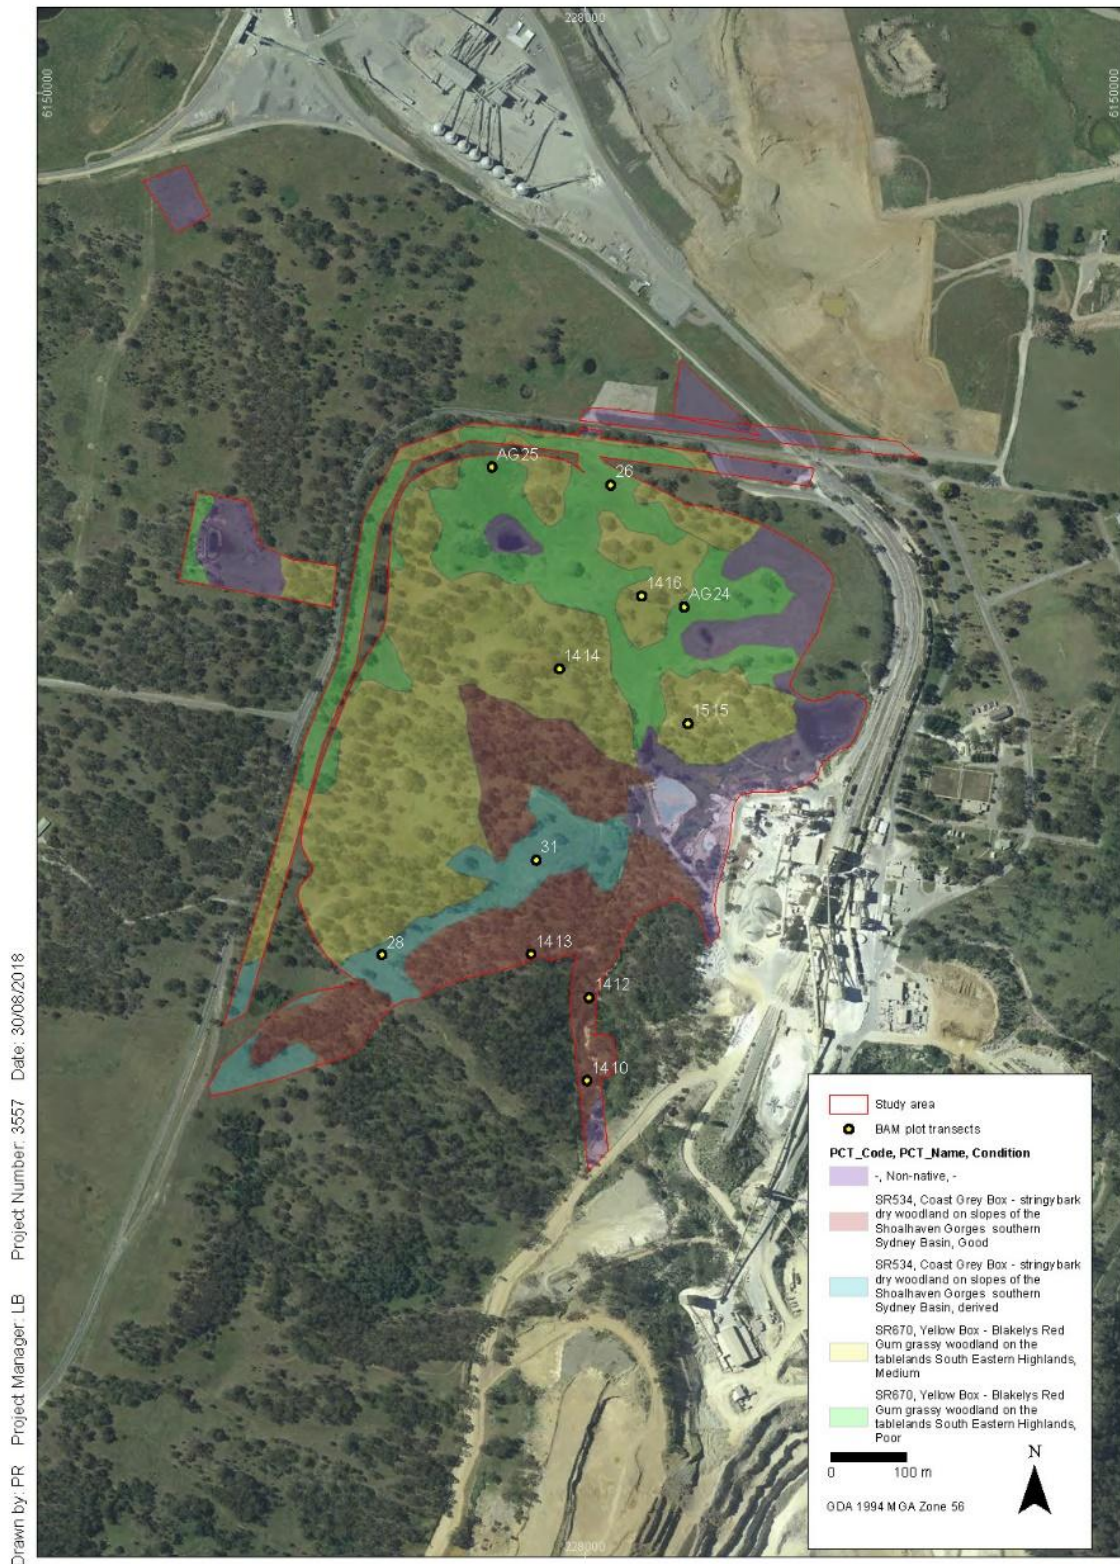 228000
6150000
6150000
AG25
26
1416
AG24
1414
1515
31
28
1413
1412
1410
Study area
BAM plot transects
PCT_Code, PCT_Name, Condition
-, Non-native, -
SR534, Coast Grey Box - stringybark
dry woodland on slopes of the
Shoalhaven Gorges southern
Sydney Basin, Good
SR534, Coast Grey Box - stringybark
dry woodland on slopes of the
Shoalhaven Gorges southern
Sydney Basin, derived
SR670, Yellow Box - Blakelys Red
Gum grassy woodland on the
tablelands South Eastern Highlands,
Medium
SR670, Yellow Box - Blakelys Red
Gum grassy woodland on the
tablelands South Eastern Highlands,
Poor
0 100 m
N
GDA 1994 MGA Zone 56
228000
Drawn by: PR Project Manager: LB Project Number: 3557 Date: 30/08/2018